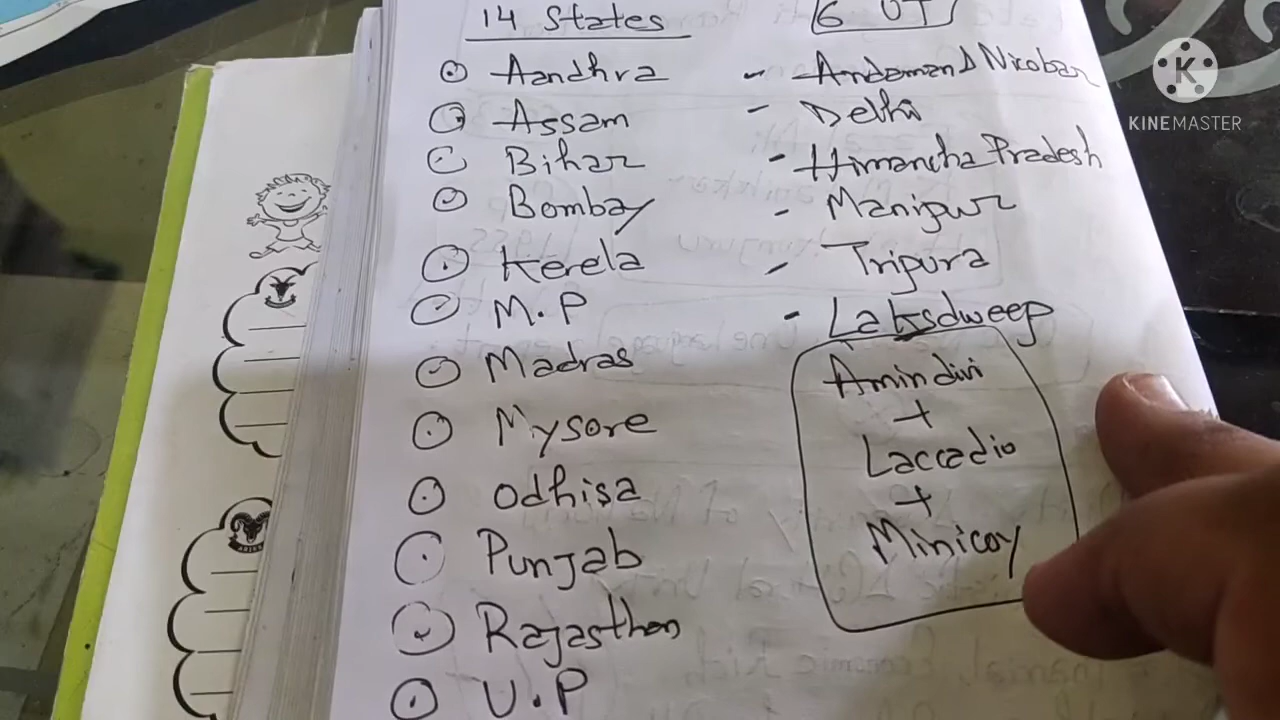 14 States
Aandhra
Assam
Bihar
Bombay
Kerela
M.P
Madras
Mysore
Odhisa
Punjab
Rajasthan
U.P
6 UT
- Andaman & Nicobar
- Delhi
- Himancha Pradesh
- Manipur
- Tripura
- Laksdweep
Amindivi
+
Laccadio
+
Minicoy
K
KINEMASTER